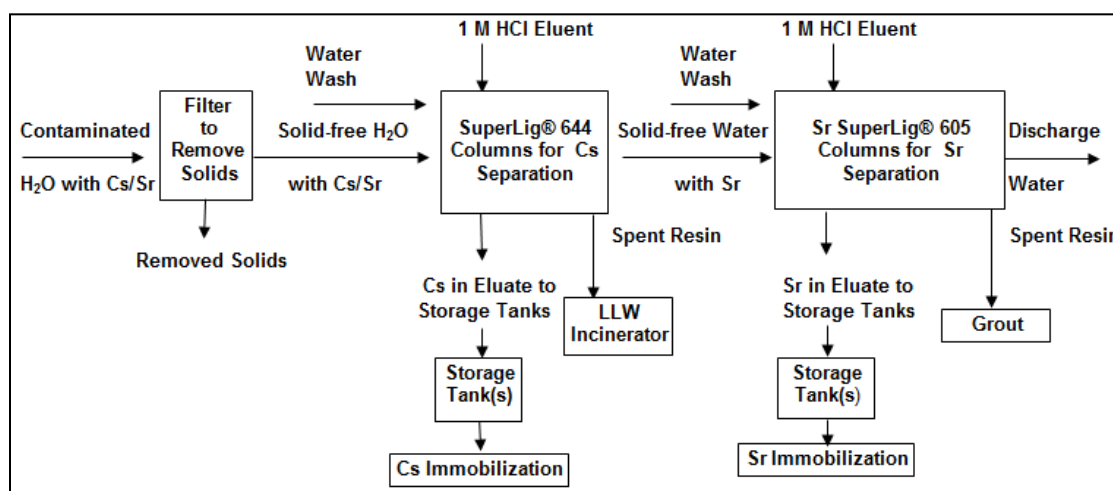 1 M HCl Eluent
1 M HCl Eluent
Water
Wash
Water
Wash
Contaminated
H₂O with Cs/Sr
Filter
to
Remove
Solids
Removed Solids
Solid-free H₂O
with Cs/Sr
SuperLig® 644
Columns for Cs
Separation
Solid-free Water
with Sr
Sr SuperLig® 605
Columns for Sr
Separation
Discharge
Water
Spent Resin
Spent Resin
Cs in Eluate to
Storage Tanks
LLW
Incinerator
Sr in Eluate to
Storage Tanks
Grout
Storage
Tank(s)
Storage
Tank(s)
Cs Immobilization
Sr Immobilization